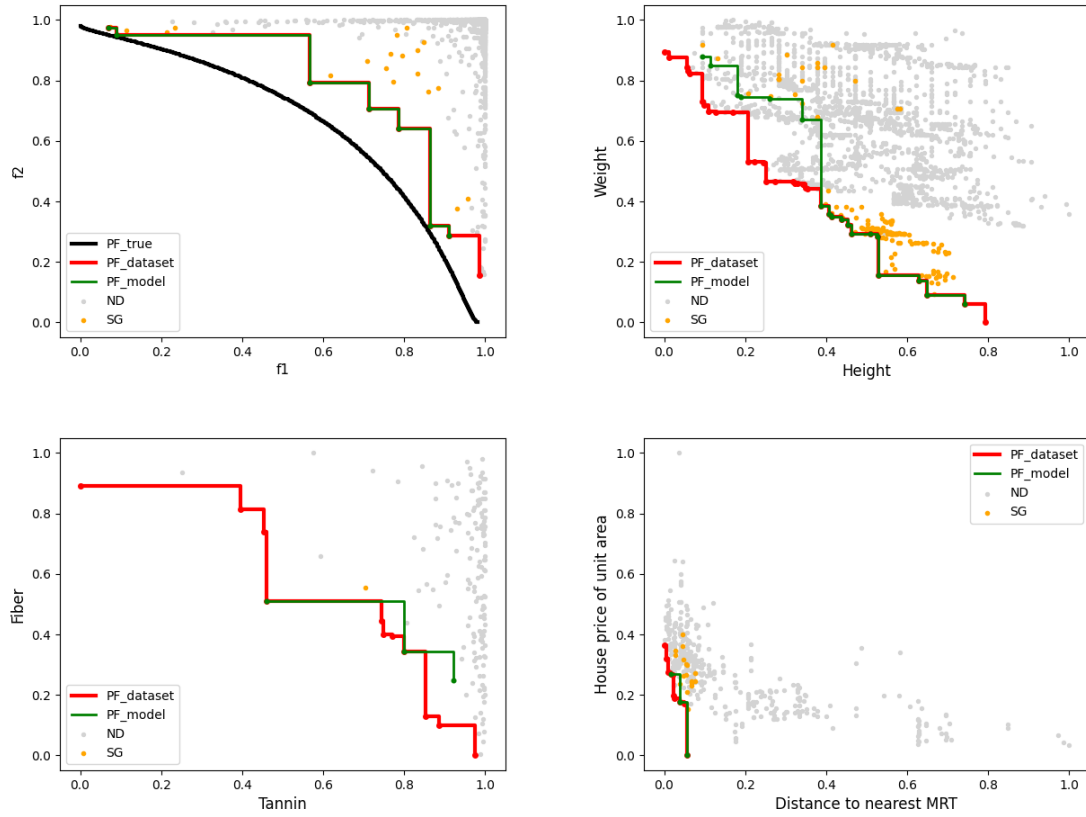 1.0
0.8
0.6
0.4
0.2
0.0
f2
PF_true
PF_dataset
PF_model
ND
SG
0.0 0.2 0.4 0.6 0.8 1.0
f1
1.0
0.8
0.6
0.4
0.2
0.0
Weight
PF_dataset
PF_model
ND
SG
0.0 0.2 0.4 0.6 0.8 1.0
Height
1.0
0.8
0.6
0.4
0.2
0.0
Fiber
PF_dataset
PF_model
ND
SG
0.0 0.2 0.4 0.6 0.8 1.0
Tannin
1.0
0.8
0.6
0.4
0.2
0.0
House price of unit area
PF_dataset
PF_model
ND
SG
0.0 0.2 0.4 0.6 0.8 1.0
Distance to nearest MRT